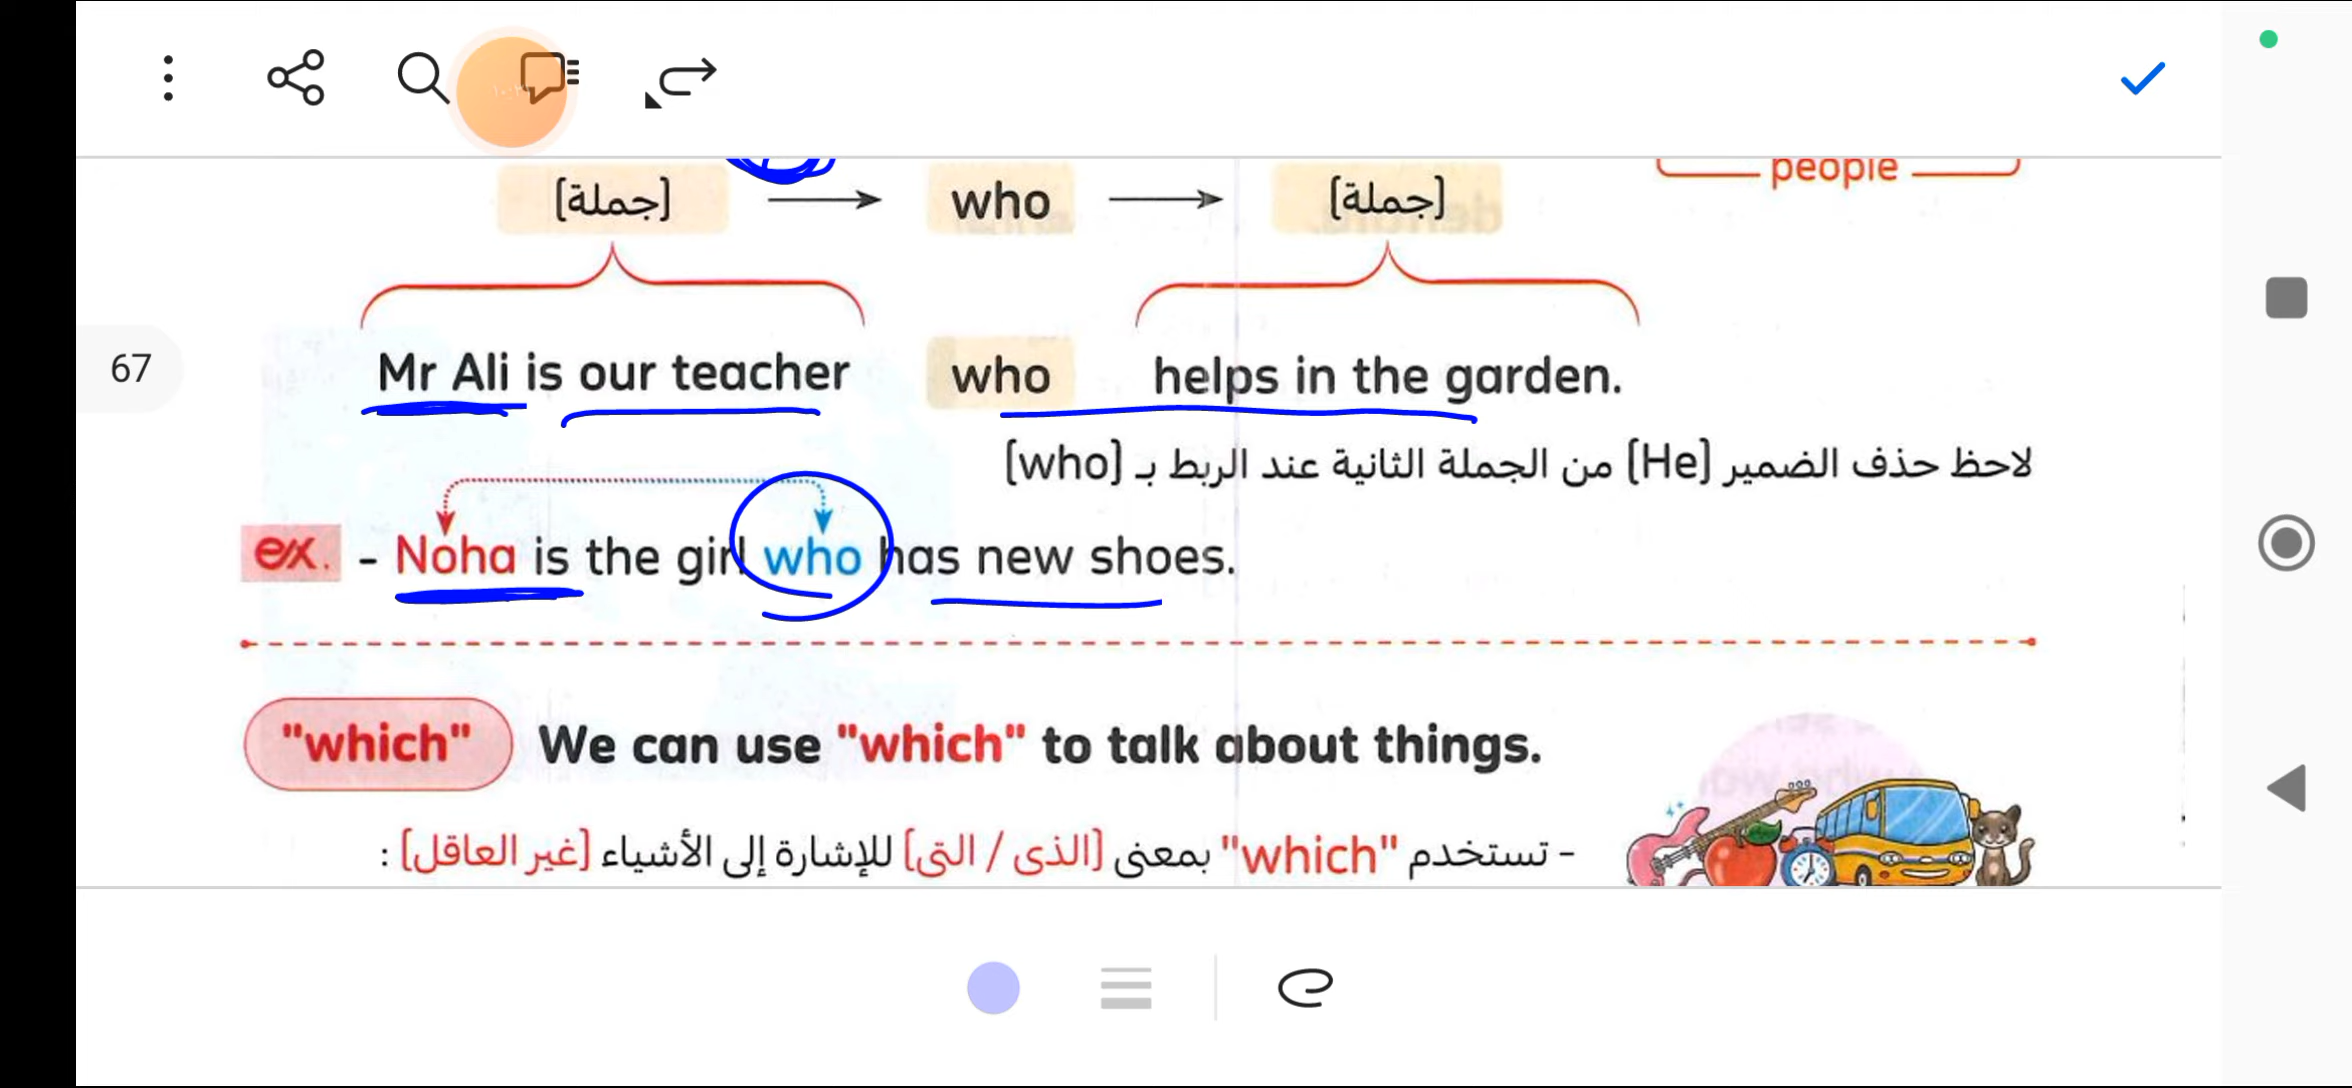 people
[جملة] → who → [جملة]
67
Mr Ali is our teacher who helps in the garden.
لاحظ حذف الضمير [He] من الجملة الثانية عند الربط بـ [who]
ex. - Noha is the girl who has new shoes.
"which" We can use "which" to talk about things.
- تستخدم "which" بمعنى [الذى / التى] للإشارة إلى الأشياء [غير العاقل] :